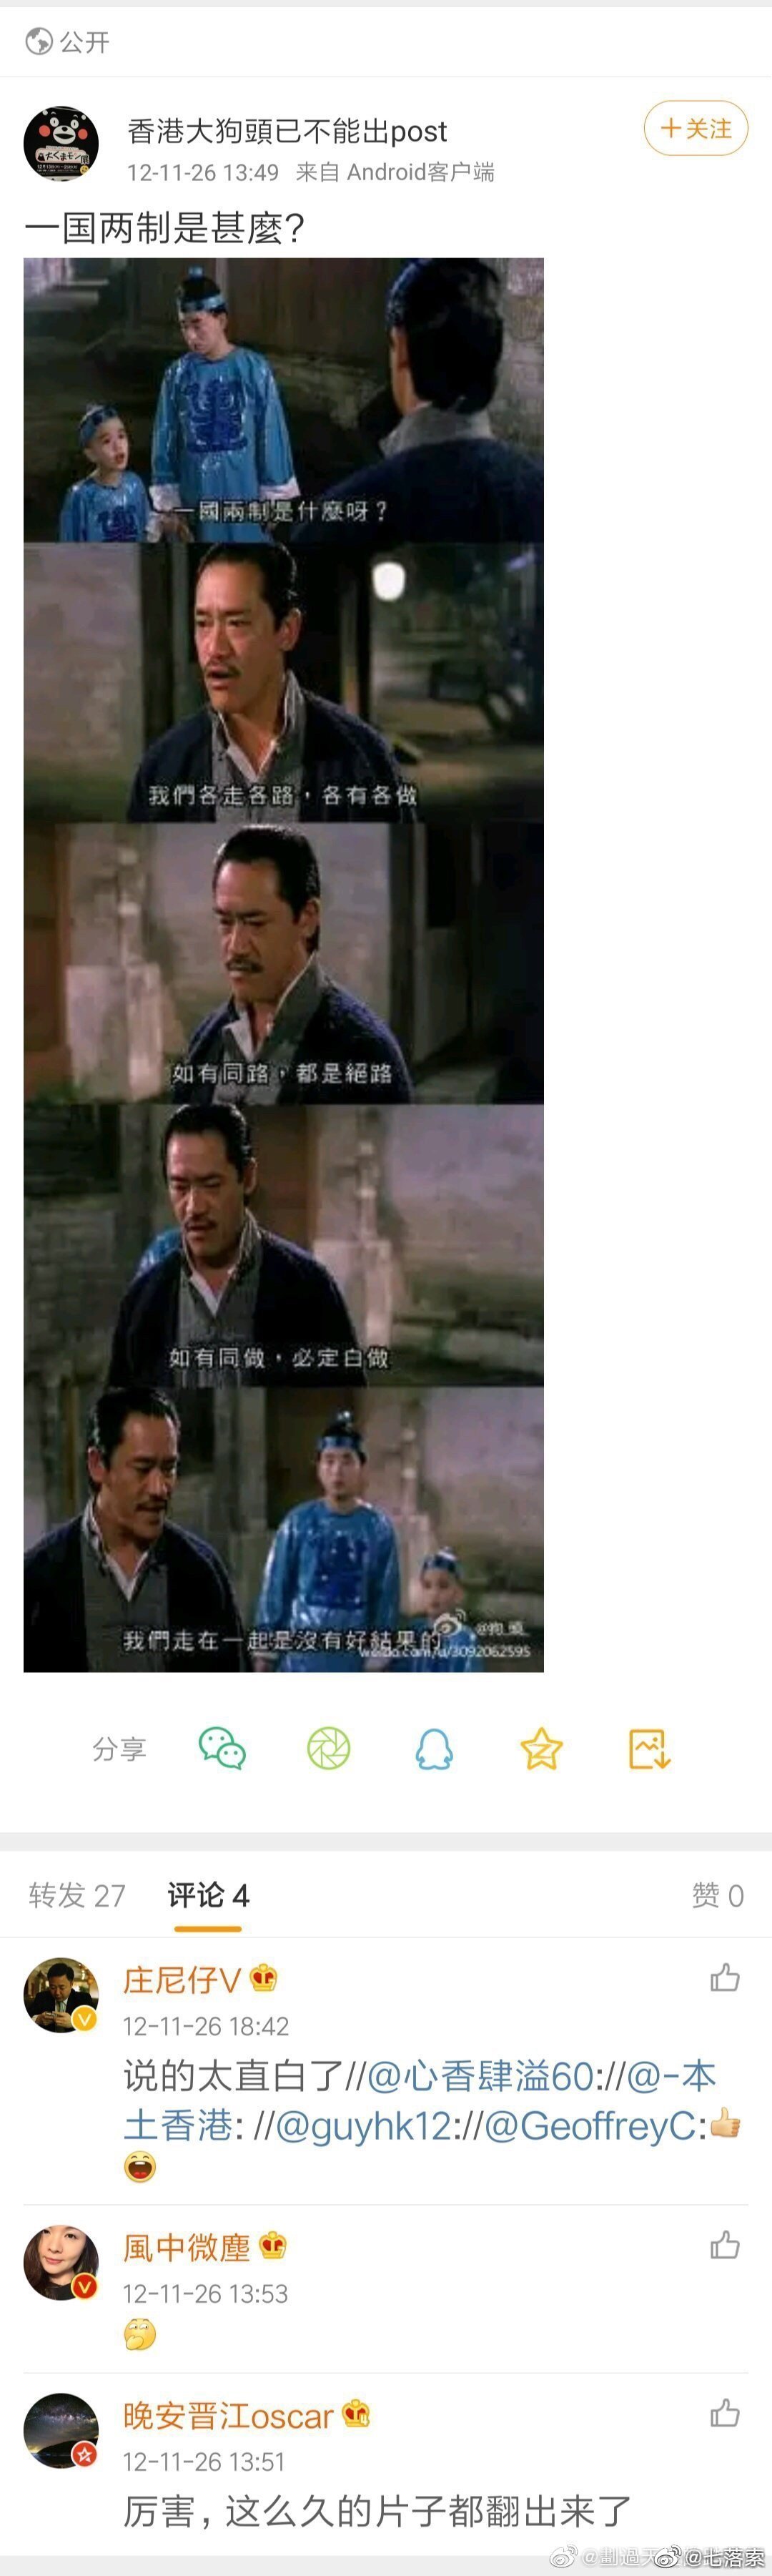 公开
香港大狗頭已不能出post
12-11-26 13:49 来自 Android客户端
+关注
一国两制是甚麼?
一國兩制是什麼呀？
我們各走各路，各有各做
如有同路，都是絕路
如有同做，必定白做
我們走在一起是沒有好結果的
weibo.com/u/3092062595
分享
转发 27
评论 4
赞 0
庄尼仔V
12-11-26 18:42
说的太直白了//@心香肆溢60://@-本
土香港: //@guyhk12://@GeoffreyC:
風中微塵
12-11-26 13:53
晚安晋江oscar
12-11-26 13:51
厉害, 这么久的片子都翻出来了
@七落索